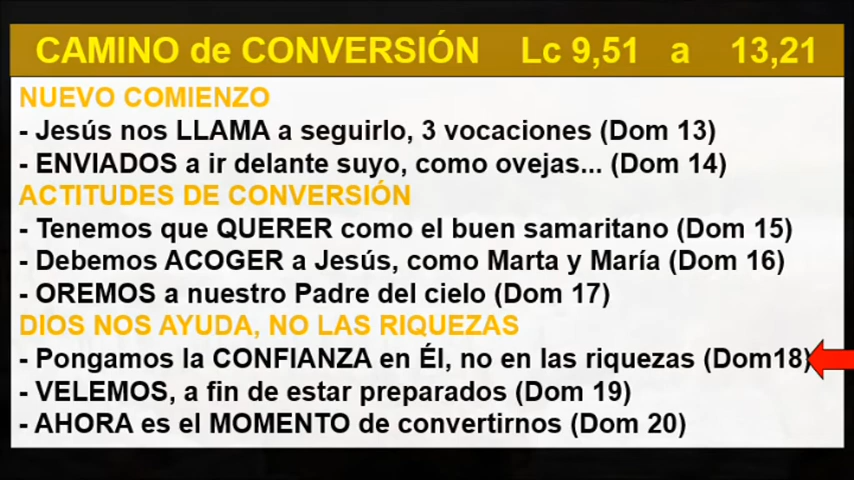 CAMINO de CONVERSIÓN Lc 9,51 a 13,21
NUEVO COMIENZO
- Jesús nos LLAMA a seguirlo, 3 vocaciones (Dom 13)
- ENVIADOS a ir delante suyo, como ovejas... (Dom 14)
ACTITUDES DE CONVERSIÓN
- Tenemos que QUERER como el buen samaritano (Dom 15)
- Debemos ACOGER a Jesús, como Marta y María (Dom 16)
- OREMOS a nuestro Padre del cielo (Dom 17)
DIOS NOS AYUDA, NO LAS RIQUEZAS
- Pongamos la CONFIANZA en Él, no en las riquezas (Dom18)
- VELEMOS, a fin de estar preparados (Dom 19)
- AHORA es el MOMENTO de convertirnos (Dom 20)